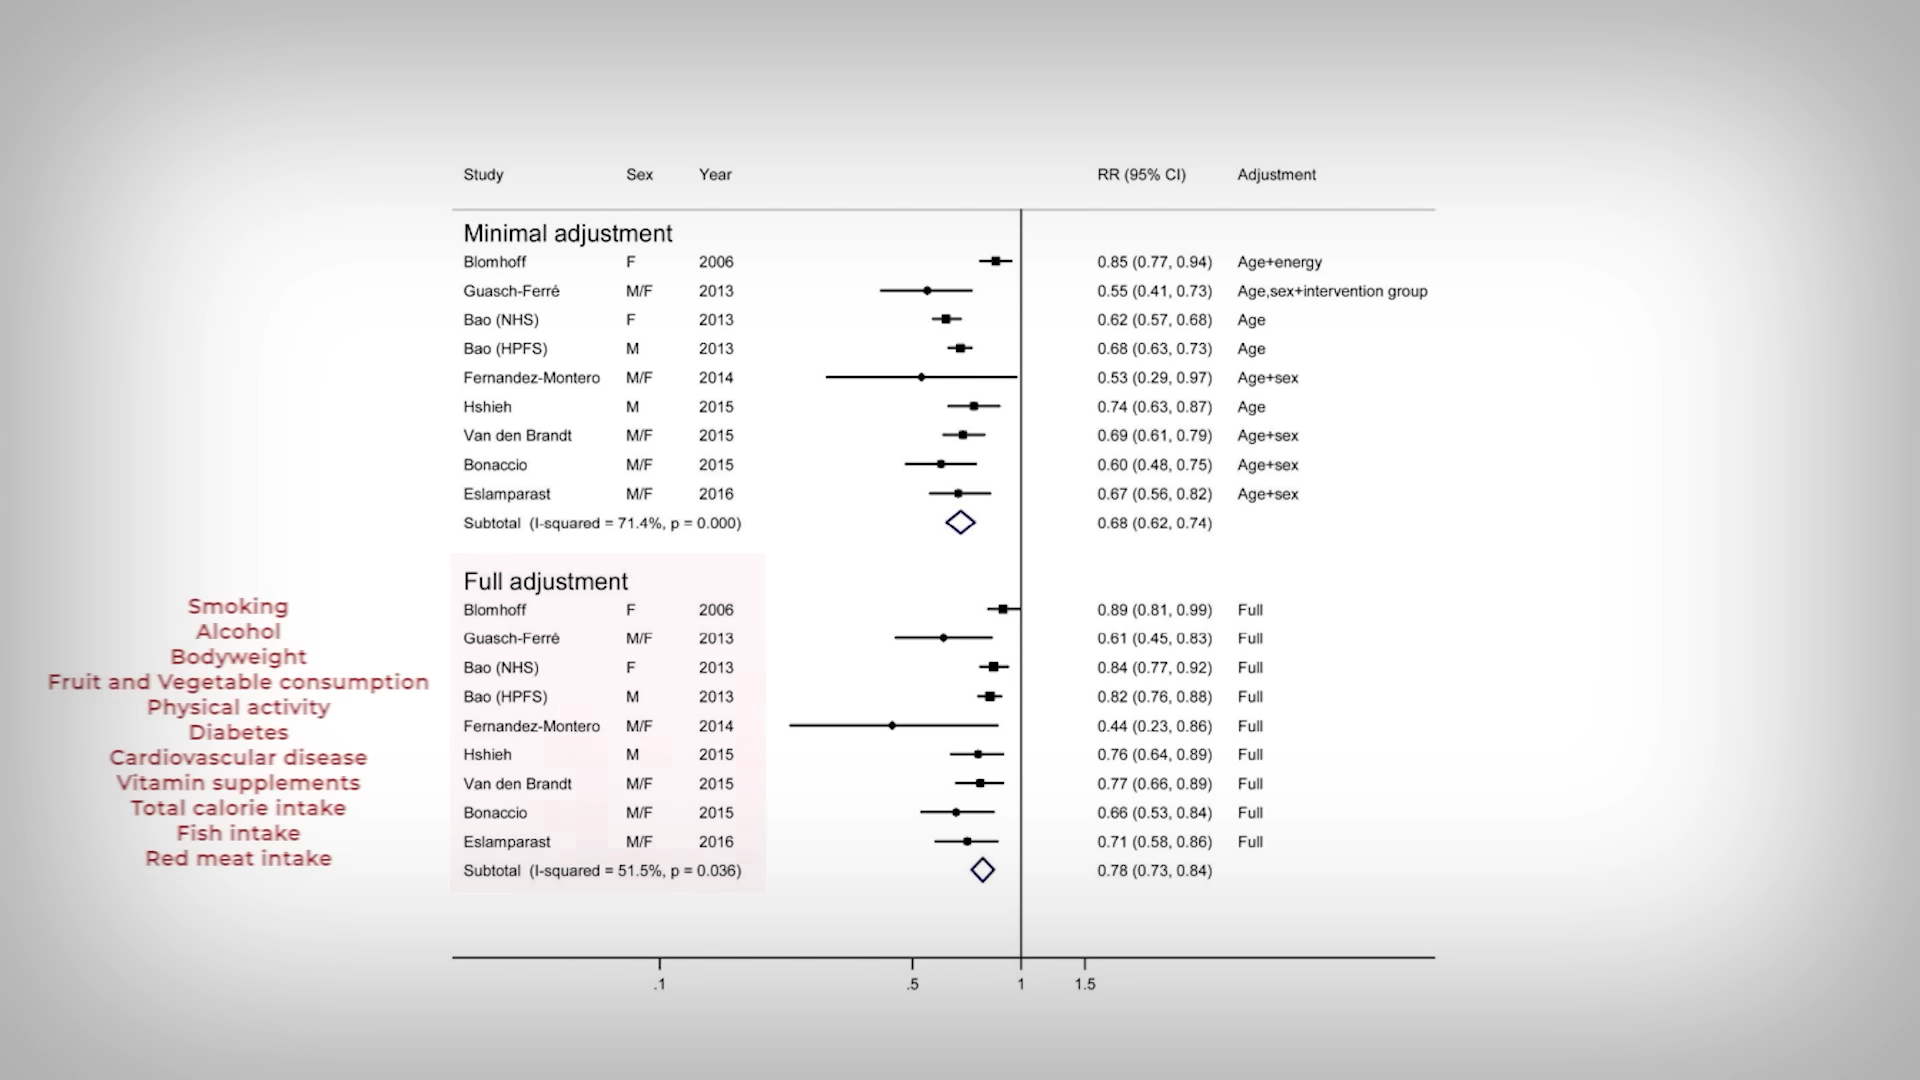 Study Sex Year RR (95% CI) Adjustment
Minimal adjustment
Blomhoff F 2006 0.85 (0.77, 0.94) Age+energy
Guasch-Ferré M/F 2013 0.55 (0.41, 0.73) Age,sex+intervention group
Bao (NHS) F 2013 0.62 (0.57, 0.68) Age
Bao (HPFS) M 2013 0.68 (0.63, 0.73) Age
Fernandez-Montero M/F 2014 0.53 (0.29, 0.97) Age+sex
Hshieh M 2015 0.74 (0.63, 0.87) Age
Van den Brandt M/F 2015 0.69 (0.61, 0.79) Age+sex
Bonaccio M/F 2015 0.60 (0.48, 0.75) Age+sex
Eslamparast M/F 2016 0.67 (0.56, 0.82) Age+sex
Subtotal (I-squared = 71.4%, p = 0.000) 0.68 (0.62, 0.74)
Full adjustment
Blomhoff F 2006 0.89 (0.81, 0.99) Full
Guasch-Ferré M/F 2013 0.61 (0.45, 0.83) Full
Bao (NHS) F 2013 0.84 (0.77, 0.92) Full
Bao (HPFS) M 2013 0.82 (0.76, 0.88) Full
Fernandez-Montero M/F 2014 0.44 (0.23, 0.86) Full
Hshieh M 2015 0.76 (0.64, 0.89) Full
Van den Brandt M/F 2015 0.77 (0.66, 0.89) Full
Bonaccio M/F 2015 0.66 (0.53, 0.84) Full
Eslamparast M/F 2016 0.71 (0.58, 0.86) Full
Subtotal (I-squared = 51.5%, p = 0.036) 0.78 (0.73, 0.84)
.1 .5 1 1.5
Smoking
Alcohol
Bodyweight
Fruit and Vegetable consumption
Physical activity
Diabetes
Cardiovascular disease
Vitamin supplements
Total calorie intake
Fish intake
Red meat intake